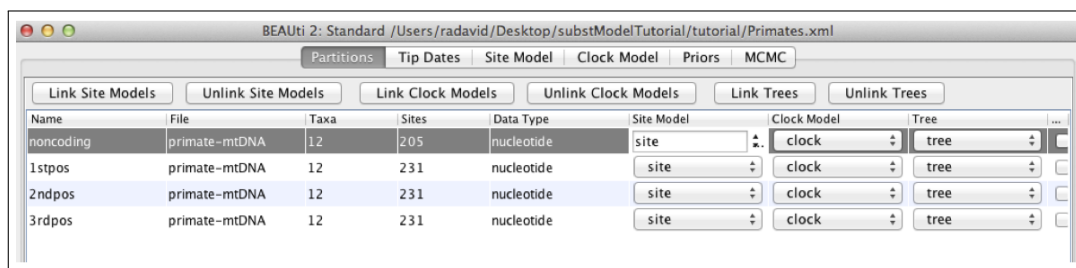 BEAUti 2: Standard /Users/radavid/Desktop/substModelTutorial/tutorial/Primates.xml
Partitions Tip Dates Site Model Clock Model Priors MCMC
Link Site Models Unlink Site Models Link Clock Models Unlink Clock Models Link Trees Unlink Trees
Name File Taxa Sites Data Type Site Model Clock Model Tree ...
noncoding primate-mtDNA 12 205 nucleotide site clock tree
1stpos primate-mtDNA 12 231 nucleotide site clock tree
2ndpos primate-mtDNA 12 231 nucleotide site clock tree
3rdpos primate-mtDNA 12 231 nucleotide site clock tree